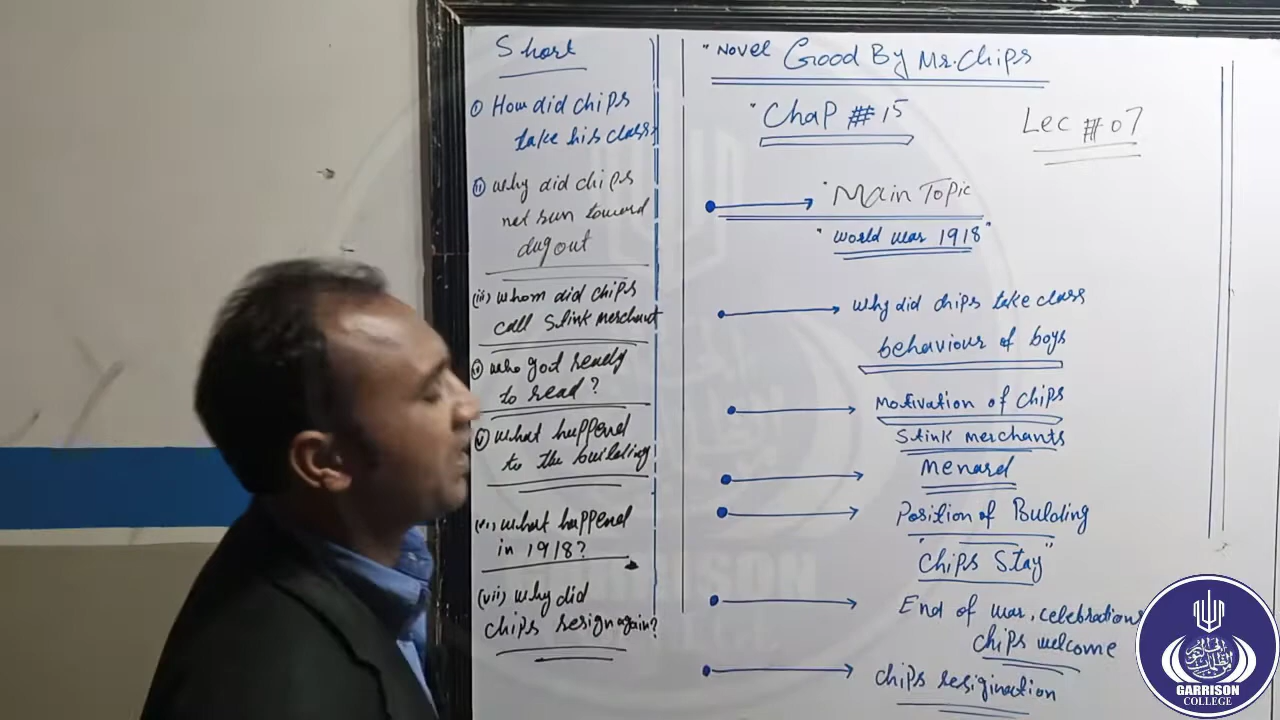 Short
(i) How did chips
take his class
(ii) why did chips
not run toward
dugout
(iii) whom did chips
call Stink merchant
(iv) who god ready
to read?
(v) what happend
to the building
(vi) what happend
in 1918?
(vii) why did
chips resign again?
"Novel Good By Mr. Chips
"Chap # 15
Lec # 07
"Main Topic
"World war 1918"
why did chips take class
behaviour of boys
Motivation of chips
Stink merchants
Menard
Position of Building
"Chips Stay"
End of war, celebrations
chips welcome
chips resigination
GARRISON
COLLEGE